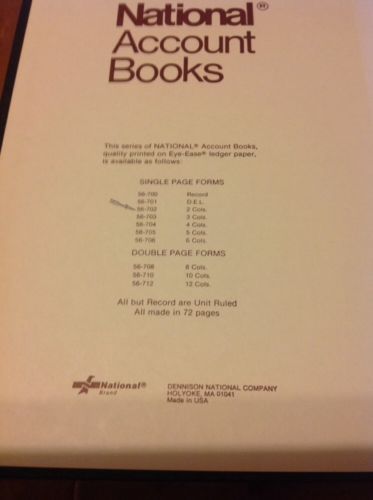 National®
Account
Books
This series of NATIONAL® Account Books,
quality printed on Eye-Ease® ledger paper,
is available as follows:
SINGLE PAGE FORMS
56-700 Record
56-701 D.E.L.
56-702 2 Cols.
56-703 3 Cols.
56-704 4 Cols.
56-705 5 Cols.
56-706 6 Cols.
DOUBLE PAGE FORMS
56-708 8 Cols.
56-710 10 Cols.
56-712 12 Cols.
All but Record are Unit Ruled
All made in 72 pages
National®
Brand
DENNISON NATIONAL COMPANY
HOLYOKE, MA 01041
Made in USA